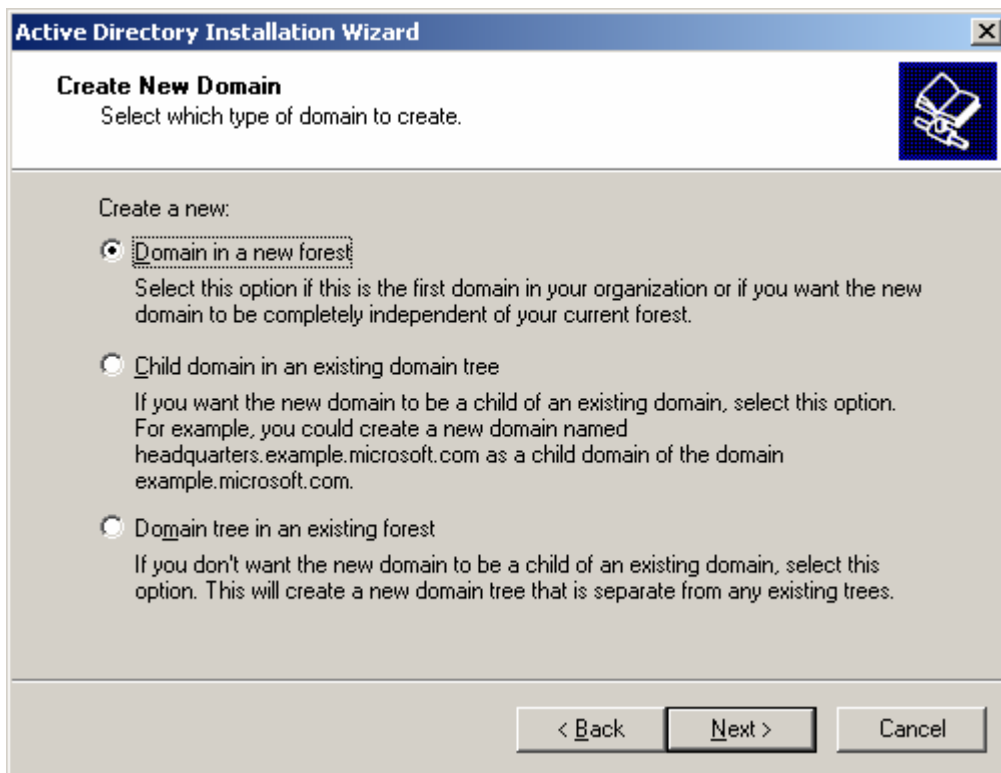 Active Directory Installation Wizard
Create New Domain
Select which type of domain to create.
Create a new:
Domain in a new forest
Select this option if this is the first domain in your organization or if you want the new
domain to be completely independent of your current forest.
Child domain in an existing domain tree
If you want the new domain to be a child of an existing domain, select this option.
For example, you could create a new domain named
headquarters.example.microsoft.com as a child domain of the domain
example.microsoft.com.
Domain tree in an existing forest
If you don't want the new domain to be a child of an existing domain, select this
option. This will create a new domain tree that is separate from any existing trees.
< Back Next > Cancel